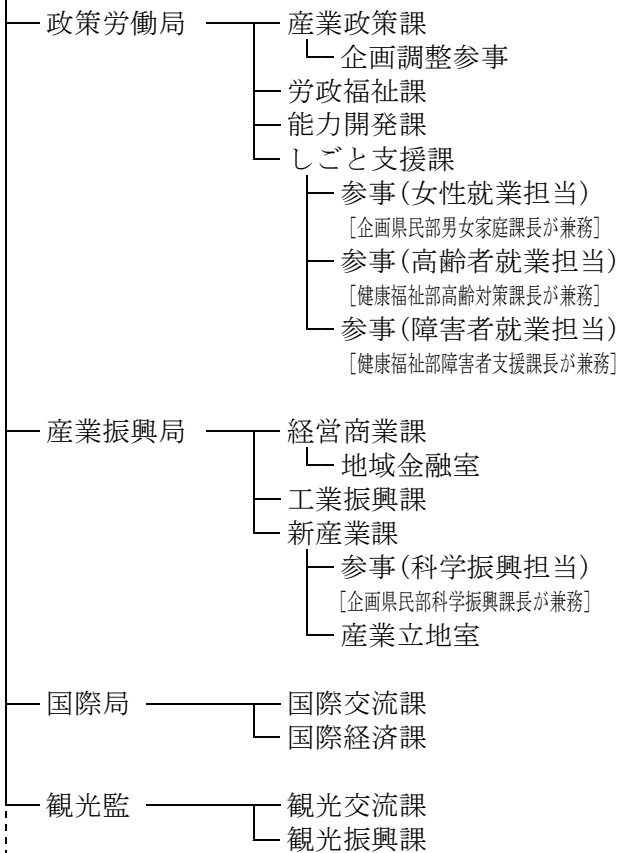 政策労働局 産業政策課
企画調整参事
労政福祉課
能力開発課
しごと支援課
参事(女性就業担当)
[企画県民部男女家庭課長が兼務]
参事(高齢者就業担当)
[健康福祉部高齢対策課長が兼務]
参事(障害者就業担当)
[健康福祉部障害者支援課長が兼務]
産業振興局 経営商業課
地域金融室
工業振興課
新産業課
参事(科学振興担当)
[企画県民部科学振興課長が兼務]
産業立地室
国際局 国際交流課
国際経済課
観光監 観光交流課
観光振興課